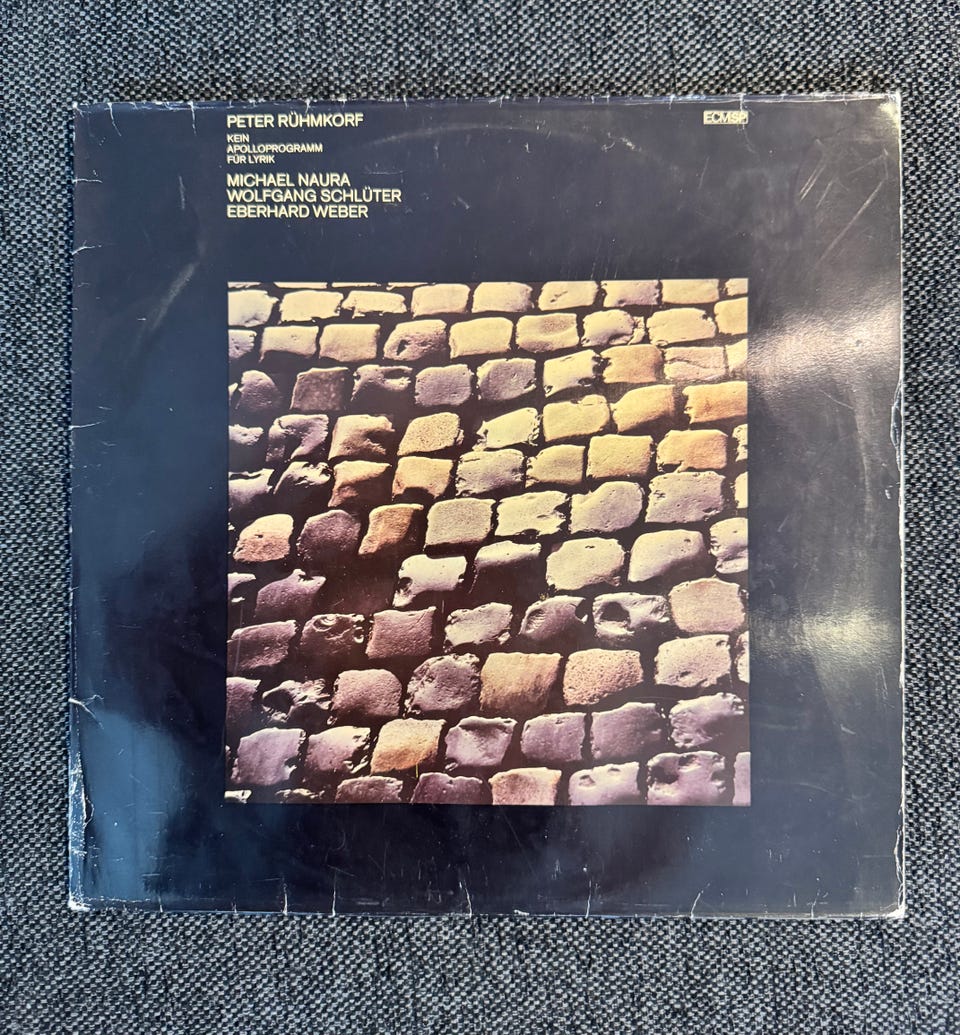 PETER RÜHMKORF
KEIN
APOLLOPROGRAMM
FÜR LYRIK
MICHAEL NAURA
WOLFGANG SCHLÜTER
EBERHARD WEBER
ECM SP